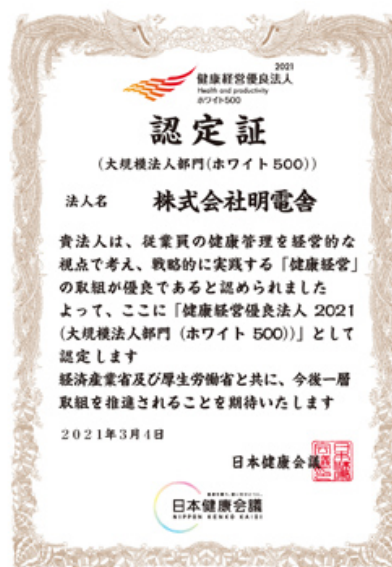 2021
健康経営優良法人
Health and productivity
ホワイト500
認定証
(大規模法人部門(ホワイト500))
法人名 株式会社明電舎
貴法人は、従業員の健康管理を経営的な
視点で考え、戦略的に実践する「健康経営」
の取組が優良であると認められました
よって、ここに「健康経営優良法人 2021
(大規模法人部門 (ホワイト 500))」として
認定します
経済産業省及び厚生労働省と共に、今後一層
取組を推進されることを期待いたします
2021年3月4日
日本健康会議
日本健康会議
NIPPON KENKO KAIGI